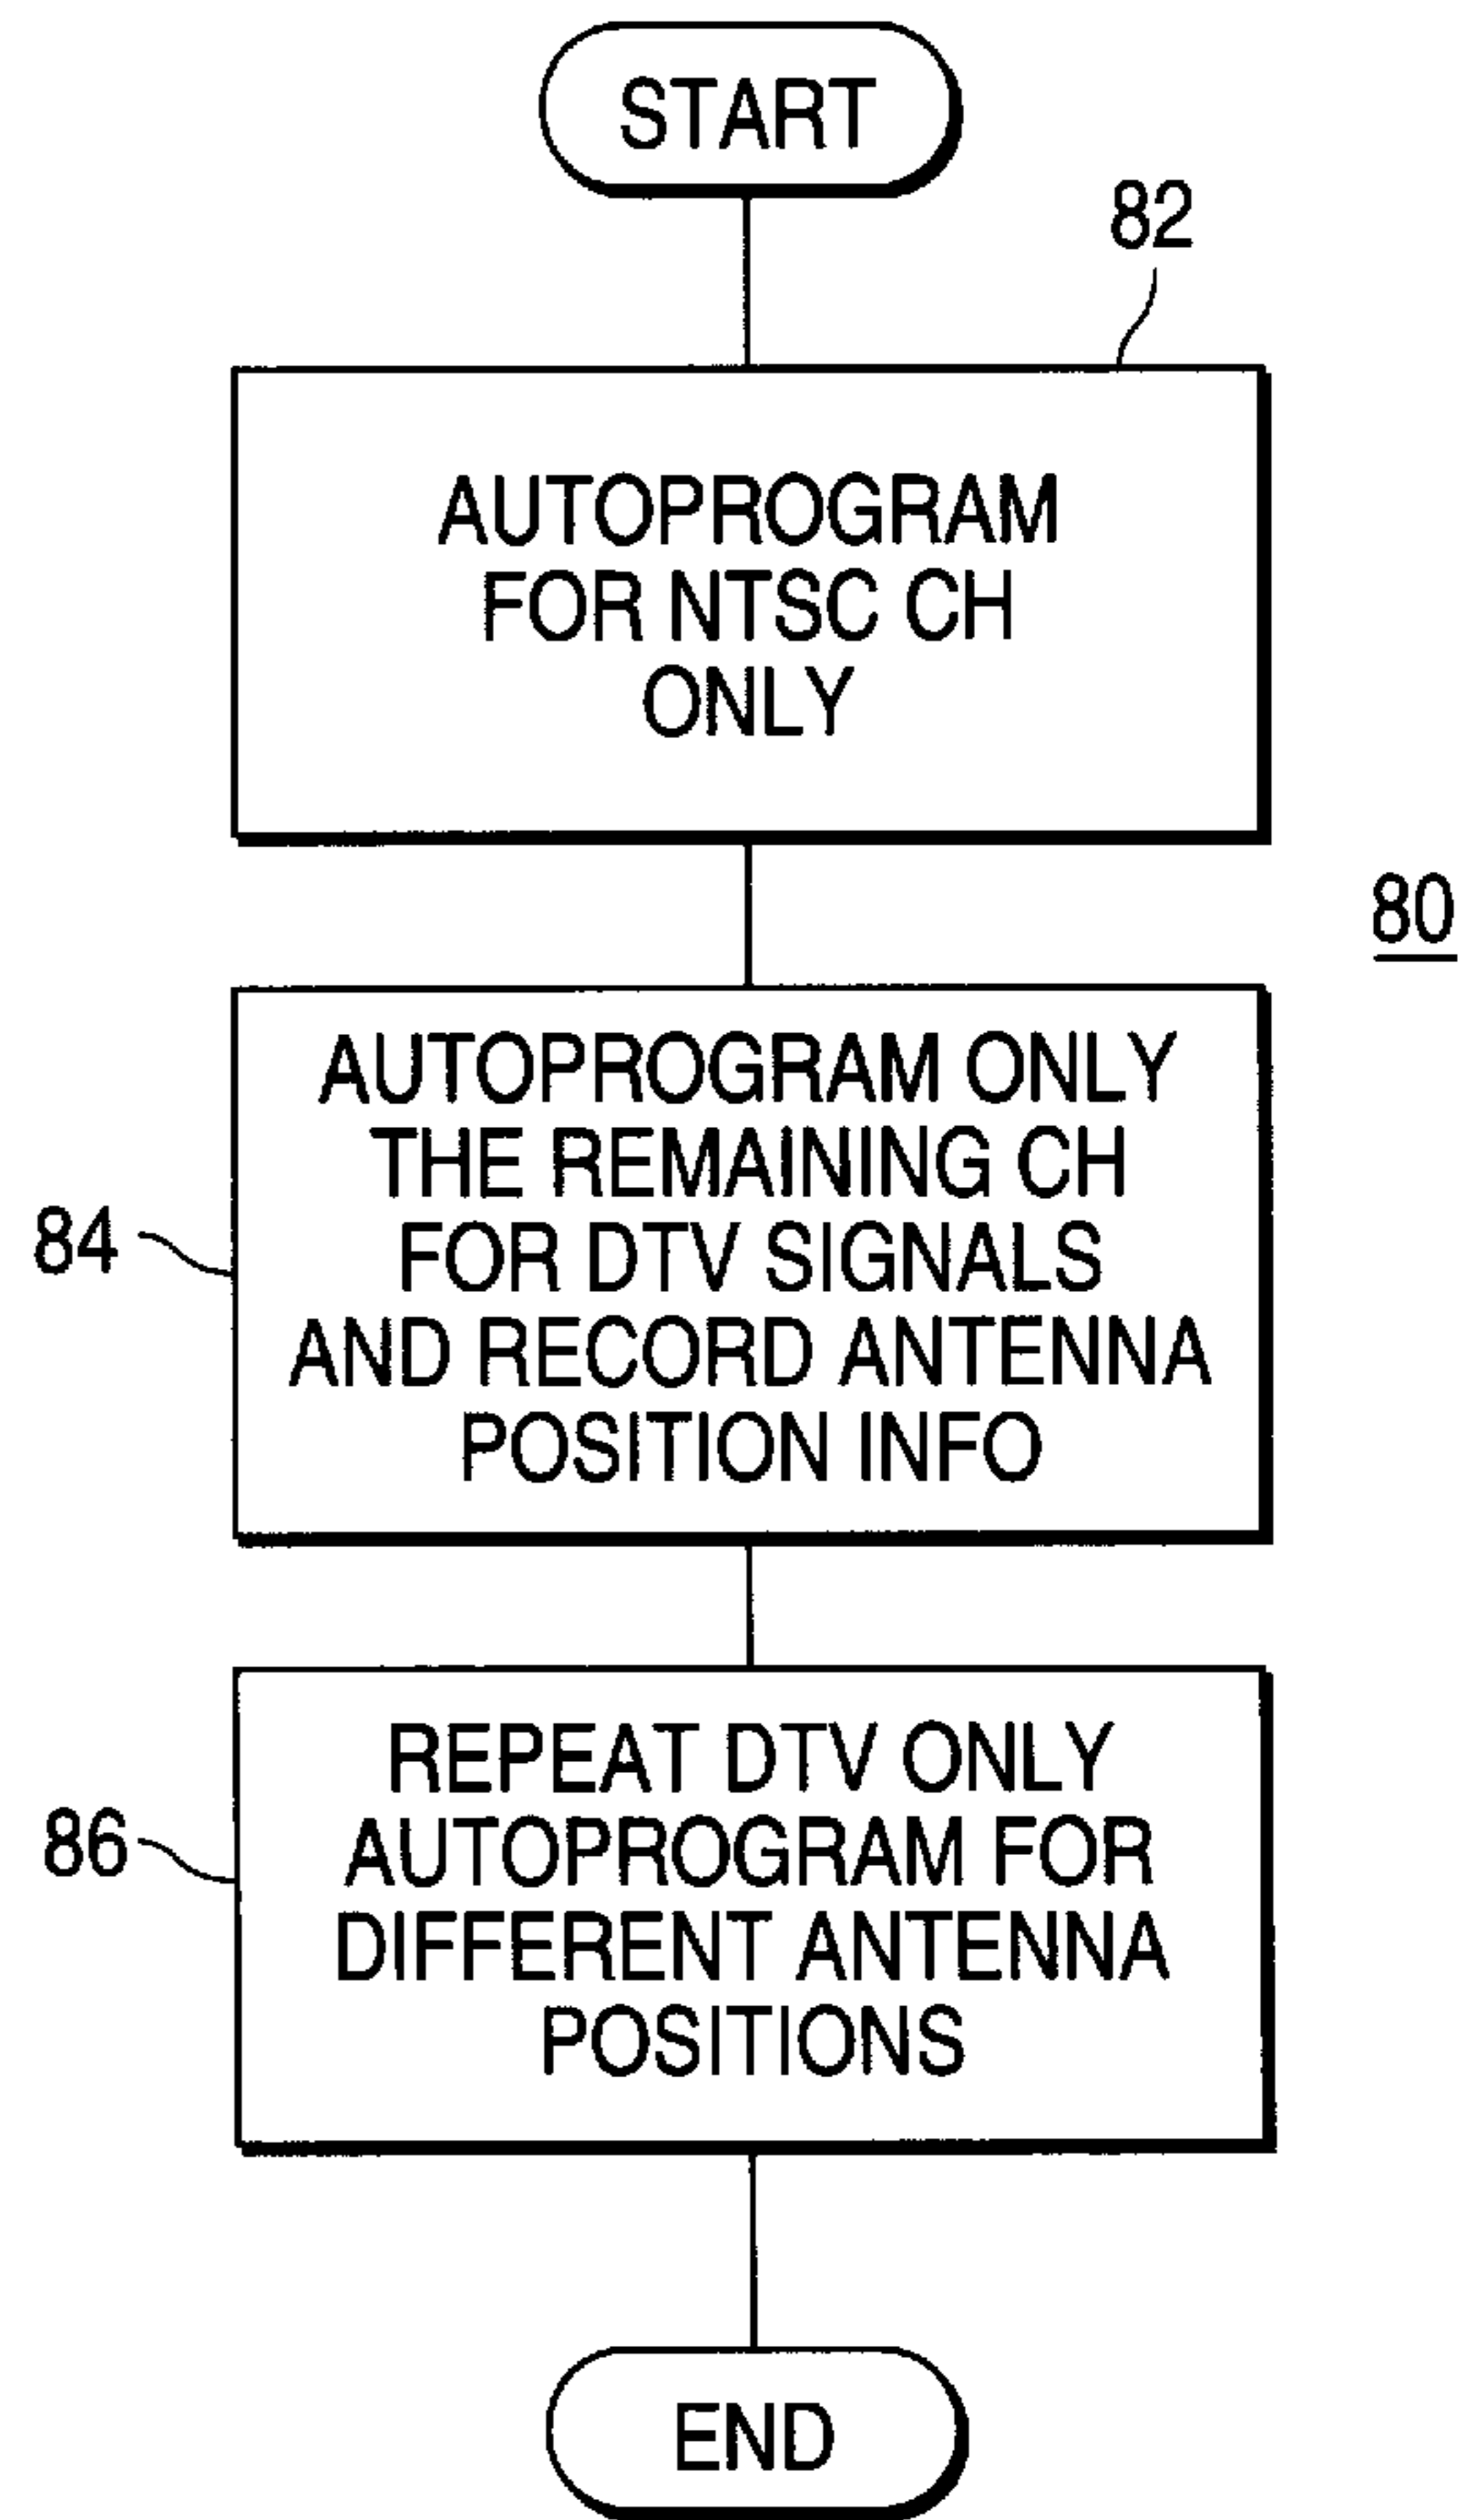 START
82
AUTOPROGRAM
FOR NTSC CH
ONLY
80
AUTOPROGRAM ONLY
THE REMAINING CH
FOR DTV SIGNALS
AND RECORD ANTENNA
POSITION INFO
84
REPEAT DTV ONLY
AUTOPROGRAM FOR
DIFFERENT ANTENNA
POSITIONS
86
END